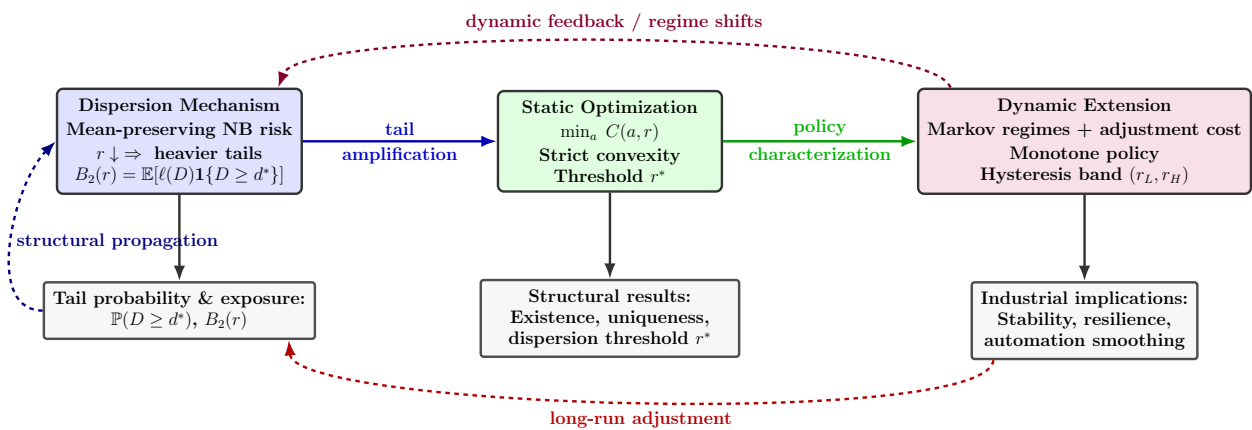 dynamic feedback / regime shifts
Dispersion Mechanism
Mean-preserving NB risk
r ↓ ⇒ heavier tails
B₂(r) = 𝔼[ℓ(D)𝟏{D ≥ d*}]
tail
amplification
Static Optimization
minₐ C(a, r)
Strict convexity
Threshold r*
policy
characterization
Dynamic Extension
Markov regimes + adjustment cost
Monotone policy
Hysteresis band (r_L, r_H)
structural propagation
Tail probability & exposure:
ℙ(D ≥ d*), B₂(r)
Structural results:
Existence, uniqueness,
dispersion threshold r*
Industrial implications:
Stability, resilience,
automation smoothing
long-run adjustment